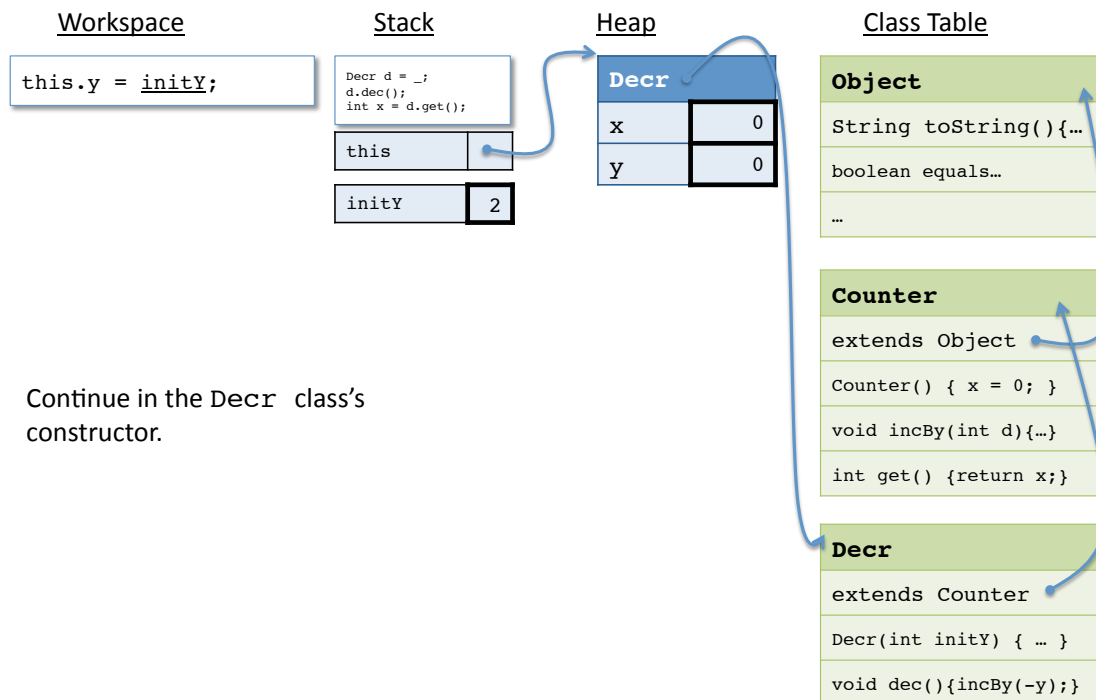 Workspace
Stack
Heap
Class Table
this.y = initY;
Decr d = _;
d.dec();
int x = d.get();
this
initY 2
Decr
x 0
y 0
Object
String toString(){…
boolean equals…
…
Counter
extends Object
Counter() { x = 0; }
void incBy(int d){…}
int get() {return x;}
Decr
extends Counter
Decr(int initY) { … }
void dec(){incBy(-y);}
Continue in the Decr class’s
constructor.